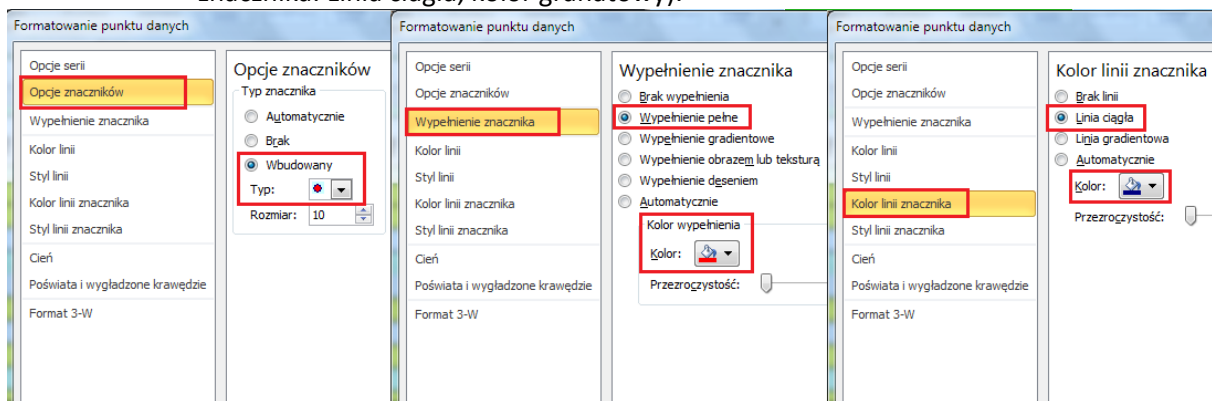 znacznika: Linia ciągła, kolor granatowy).
Formatowanie punktu danych
Opcje serii
Opcje znaczników
Wypełnienie znacznika
Kolor linii
Styl linii
Kolor linii znacznika
Styl linii znacznika
Cień
Poświata i wygładzone krawędzie
Format 3-W
Opcje znaczników
Typ znacznika
Automatycznie
Brak
Wbudowany
Typ:
Rozmiar: 10
Formatowanie punktu danych
Opcje serii
Opcje znaczników
Wypełnienie znacznika
Kolor linii
Styl linii
Kolor linii znacznika
Styl linii znacznika
Cień
Poświata i wygładzone krawędzie
Format 3-W
Wypełnienie znacznika
Brak wypełnienia
Wypełnienie pełne
Wypełnienie gradientowe
Wypełnienie obrazem lub teksturą
Wypełnienie deseniem
Automatycznie
Kolor wypełnienia
Kolor:
Przezroczystość:
Formatowanie punktu danych
Opcje serii
Opcje znaczników
Wypełnienie znacznika
Kolor linii
Styl linii
Kolor linii znacznika
Styl linii znacznika
Cień
Poświata i wygładzone krawędzie
Format 3-W
Kolor linii znacznika
Brak linii
Linia ciągła
Linia gradientowa
Automatycznie
Kolor:
Przezroczystość: